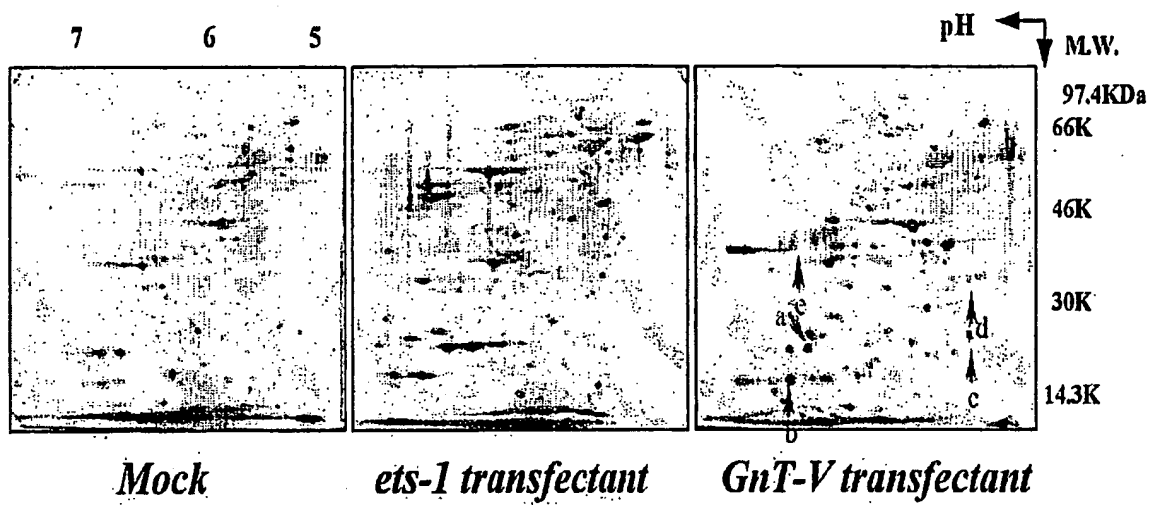 7 6 5 pH M.W.
97.4KDa
66K
46K
30K
14.3K
e
a
d
c
b
Mock ets-1 transfectant GnT-V transfectant